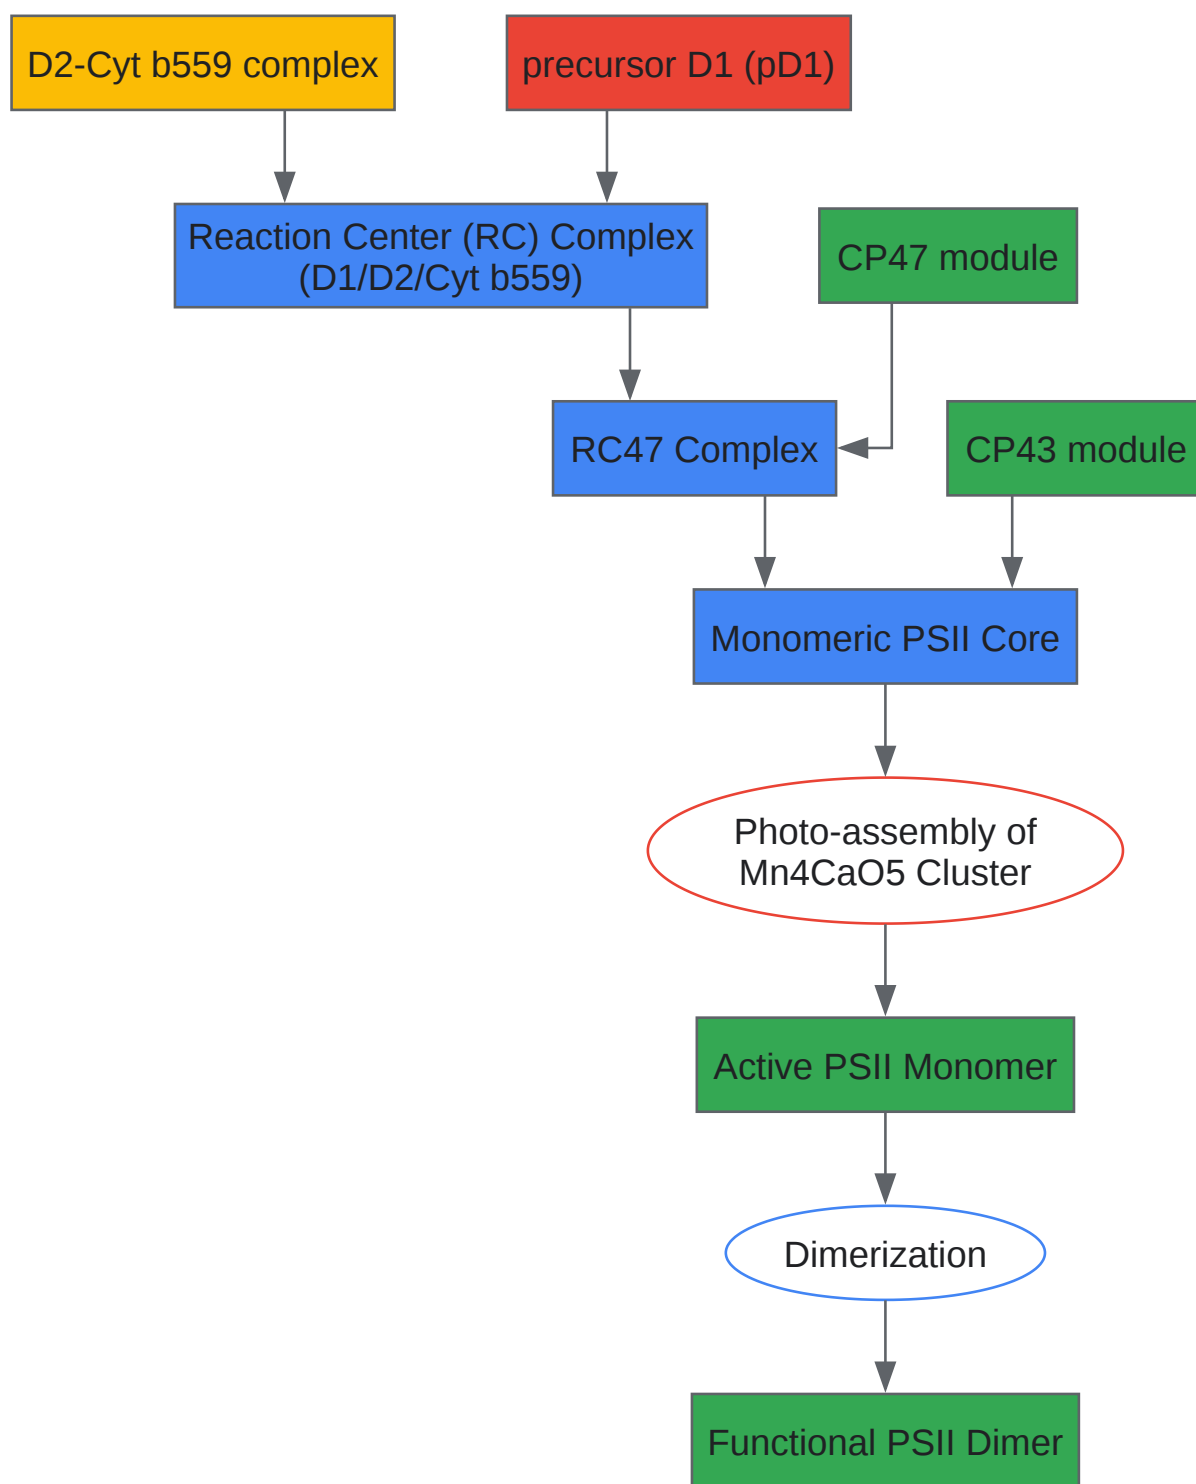 D2-Cyt b559 complex
precursor D1 (pD1)
Reaction Center (RC) Complex
(D1/D2/Cyt b559)
CP47 module
RC47 Complex
CP43 module
Monomeric PSII Core
Photo-assembly of
Mn4CaO5 Cluster
Active PSII Monomer
Dimerization
Functional PSII Dimer